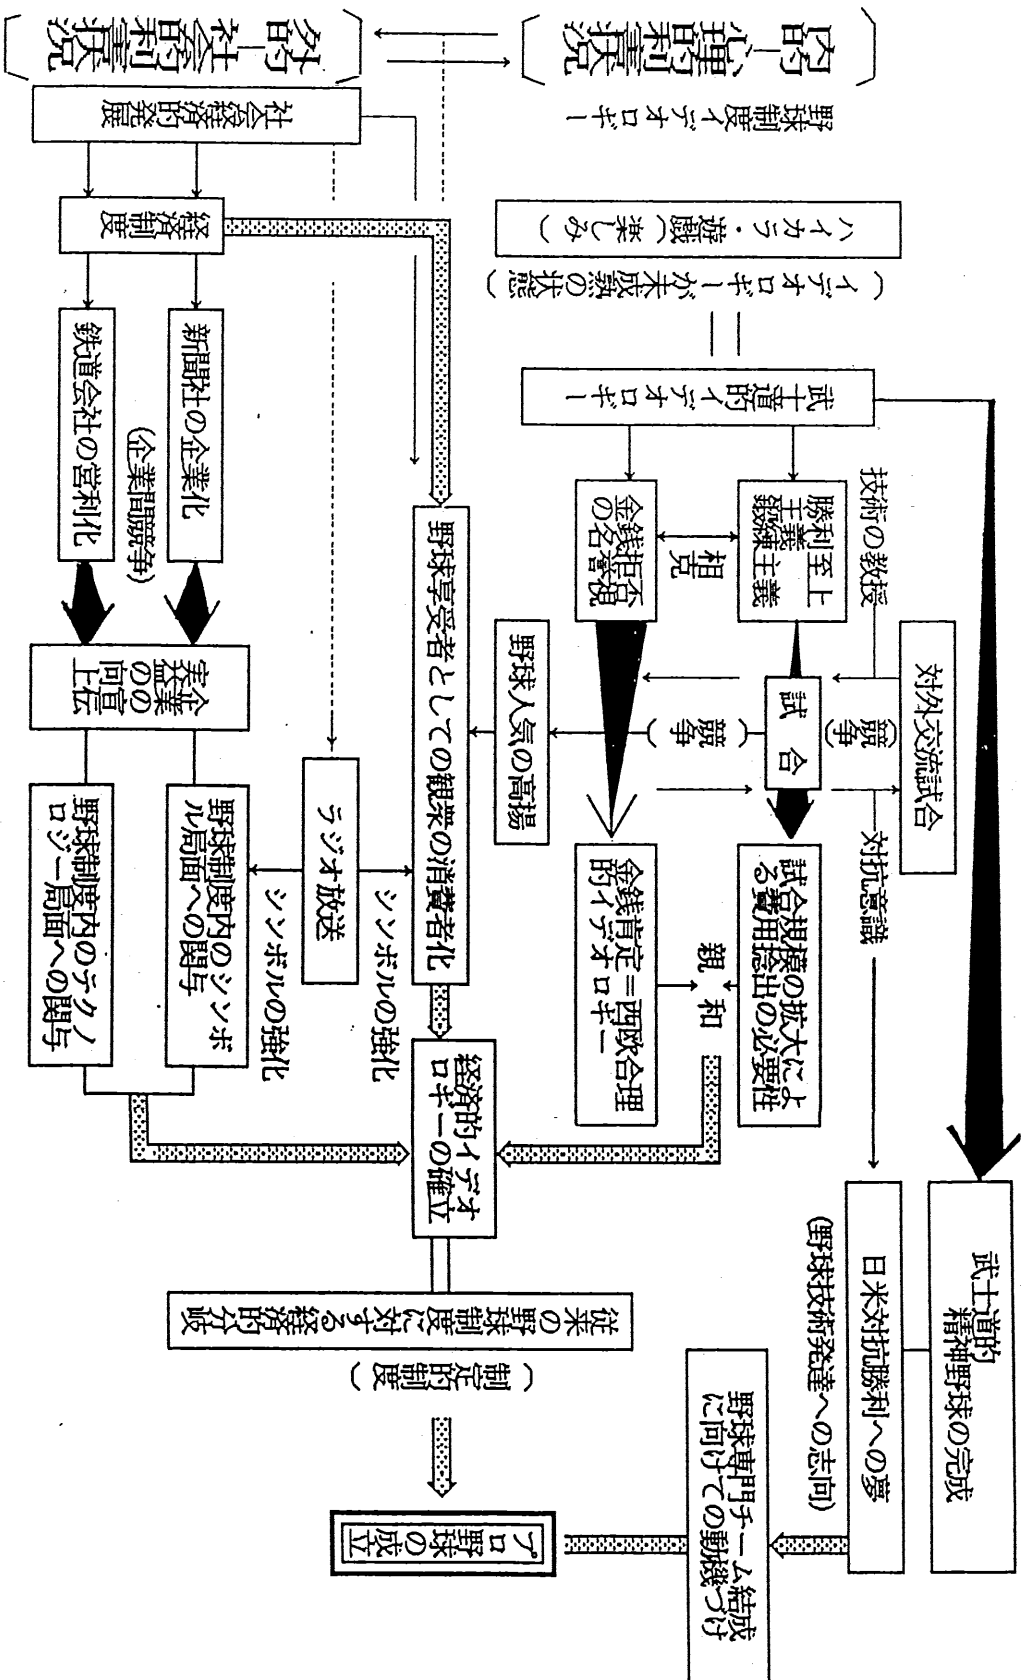 〔内的―心理的制度状況〕
野球制度イデオロギー
〔外的―社会的制度状況〕
社会経済的発展
ハイカラ・遊戯（楽しみ）
（イデオロギーが未成熟の状態）
武士道的イデオロギー
勝利至上
主義
鍛練主義
相克
金銭拒否
の名誉視
技術の教授
対外交流試合
（競争）
試合
（競争）
対抗意識
野球人気の高揚
試合規模の拡大によ
る費用捻出の必要性
親和
金銭肯定＝西欧合理
的イデオロギー
武士道的
精神野球の完成
日米対抗勝利への夢
（野球技術発達への志向）
野球専門チーム結成
に向けての動機づけ
経済制度
新聞社の企業化
（企業間競争）
鉄道会社の営利化
企業の宣伝
の向上
実益の
野球享受者としての観衆の消費者化
シンボルの強化
ラジオ放送
シンボルの強化
野球制度内のシンボ
ル局面への関与
野球制度内のテクノ
ロジー局面への関与
経済的イデオ
ロギーの確立
従業の野球制度に対する経済的分岐
（制定的制度）
プロ野球の成立